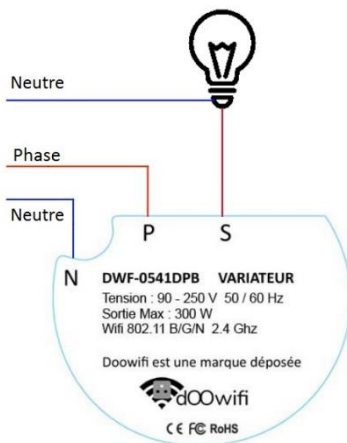 Neutre
Phase
Neutre
P S
N DWF-0541DPB VARIATEUR
Tension : 90 - 250 V 50 / 60 Hz
Sortie Max : 300 W
Wifi 802.11 B/G/N 2.4 Ghz
Doowifi est une marque déposée
dOOwifi
CE FC RoHS